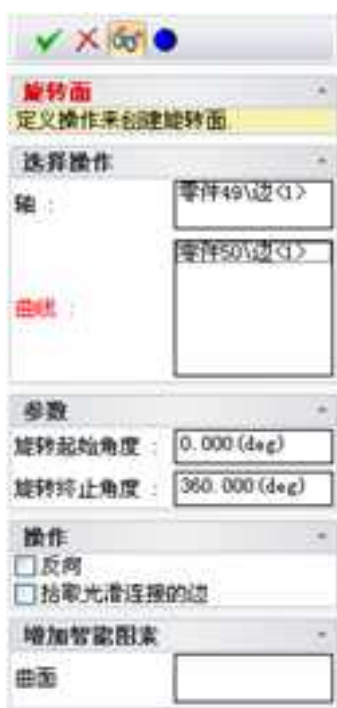 旋转面
定义操作来创建旋转面
选择操作
轴：
零件49\边<1>
零件50\边<1>
曲线：
参数
旋转起始角度： 0.000(deg)
旋转终止角度： 360.000(deg)
操作
反向
拾取光滑连接的边
增加智能图素
曲面